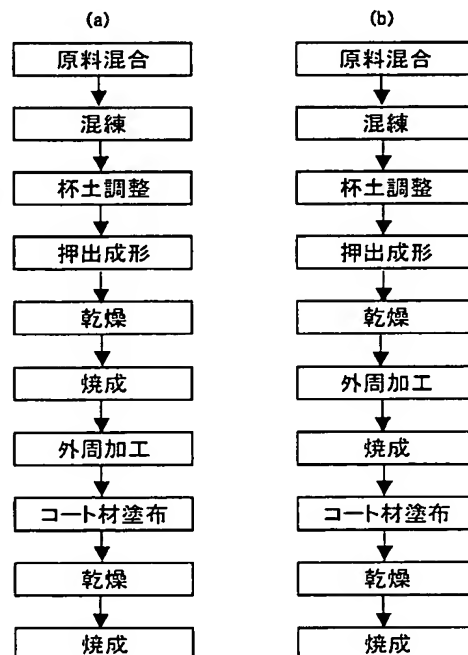 (a)
原料混合
混練
杯土調整
押出成形
乾燥
焼成
外周加工
コート材塗布
乾燥
焼成
(b)
原料混合
混練
杯土調整
押出成形
乾燥
外周加工
焼成
コート材塗布
乾燥
焼成